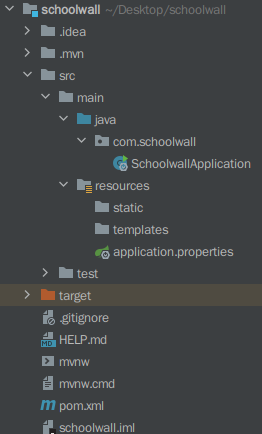 schoolwall ~/Desktop/schoolwall
.idea
.mvn
src
main
java
com.schoolwall
SchoolwallApplication
resources
static
templates
application.properties
test
target
.gitignore
HELP.md
mvnw
mvnw.cmd
pom.xml
schoolwall.iml